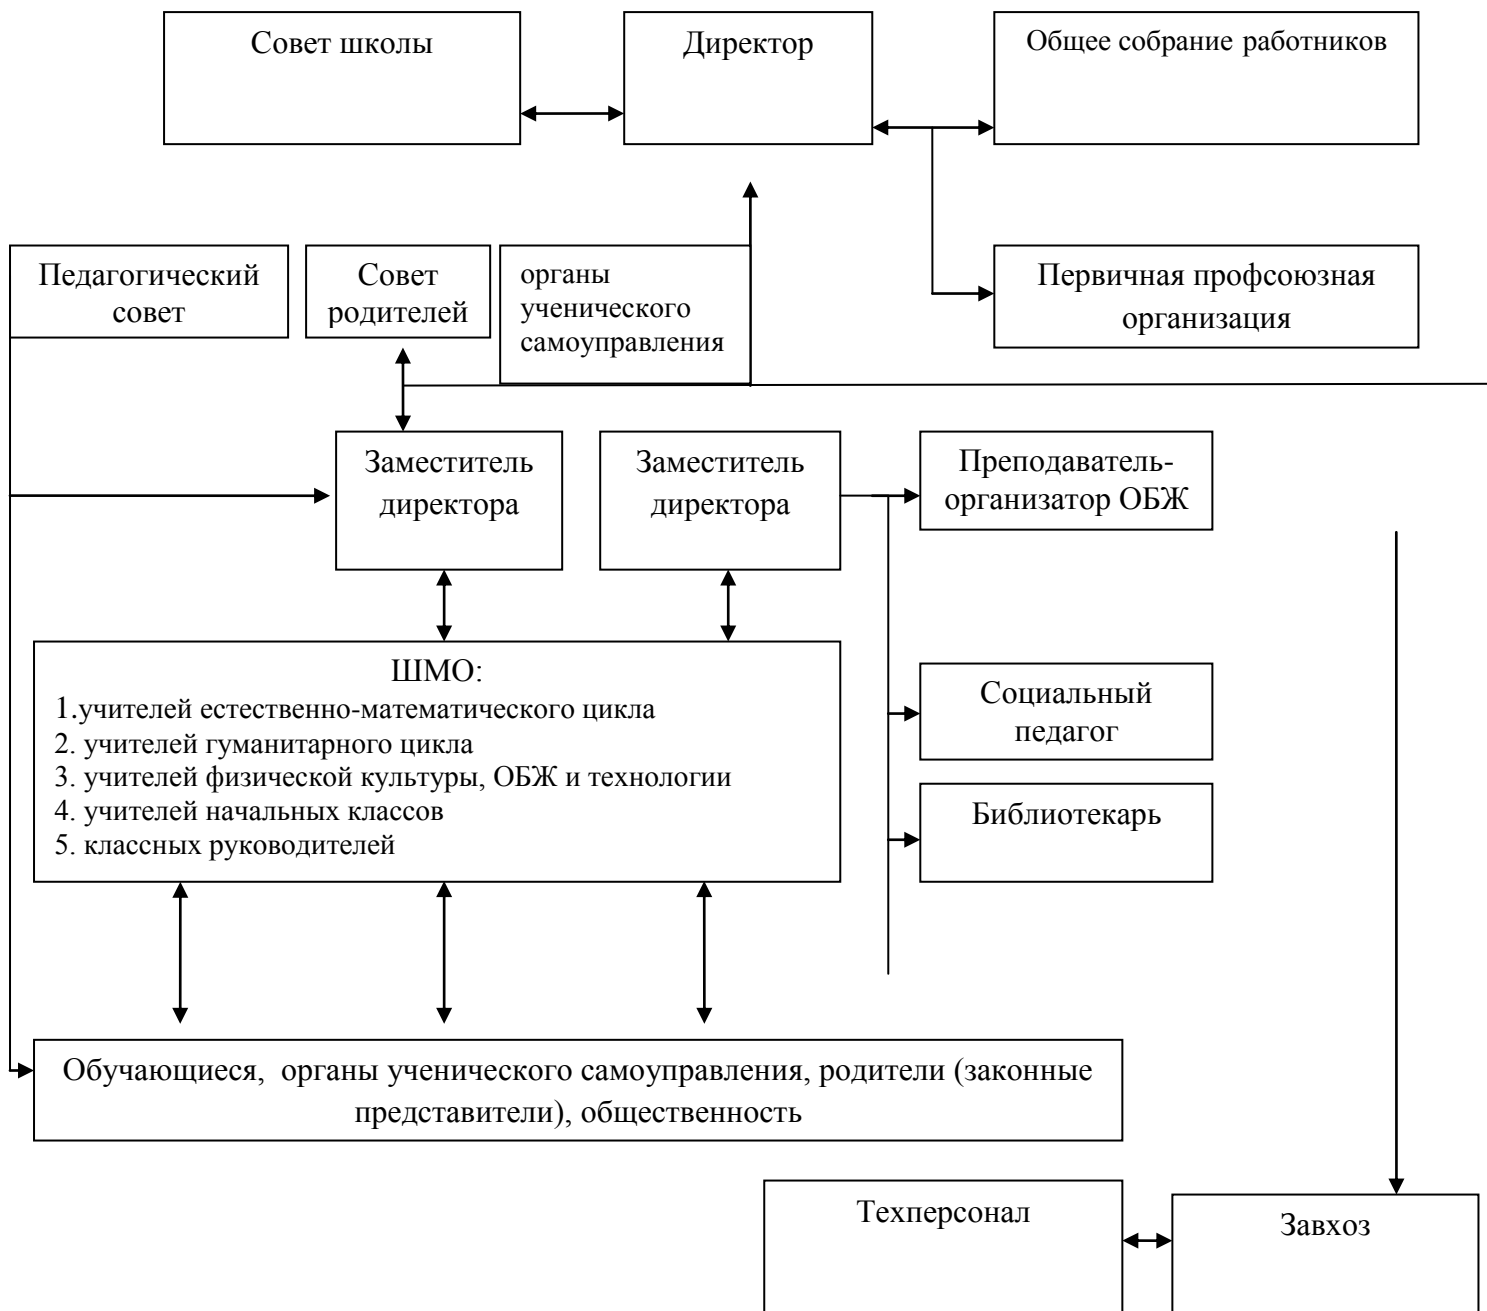 Совет школы
Директор
Общее собрание работников
Педагогический
совет
Совет
родителей
органы
ученического
самоуправления
Первичная профсоюзная
организация
Заместитель
директора
Заместитель
директора
Преподаватель-
организатор ОБЖ
ШМО:
1.учителей естественно-математического цикла
2. учителей гуманитарного цикла
3. учителей физической культуры, ОБЖ и технологии
4. учителей начальных классов
5. классных руководителей
Социальный
педагог
Библиотекарь
Обучающиеся,  органы ученического самоуправления, родители (законные
представители), общественность
Техперсонал
Завхоз